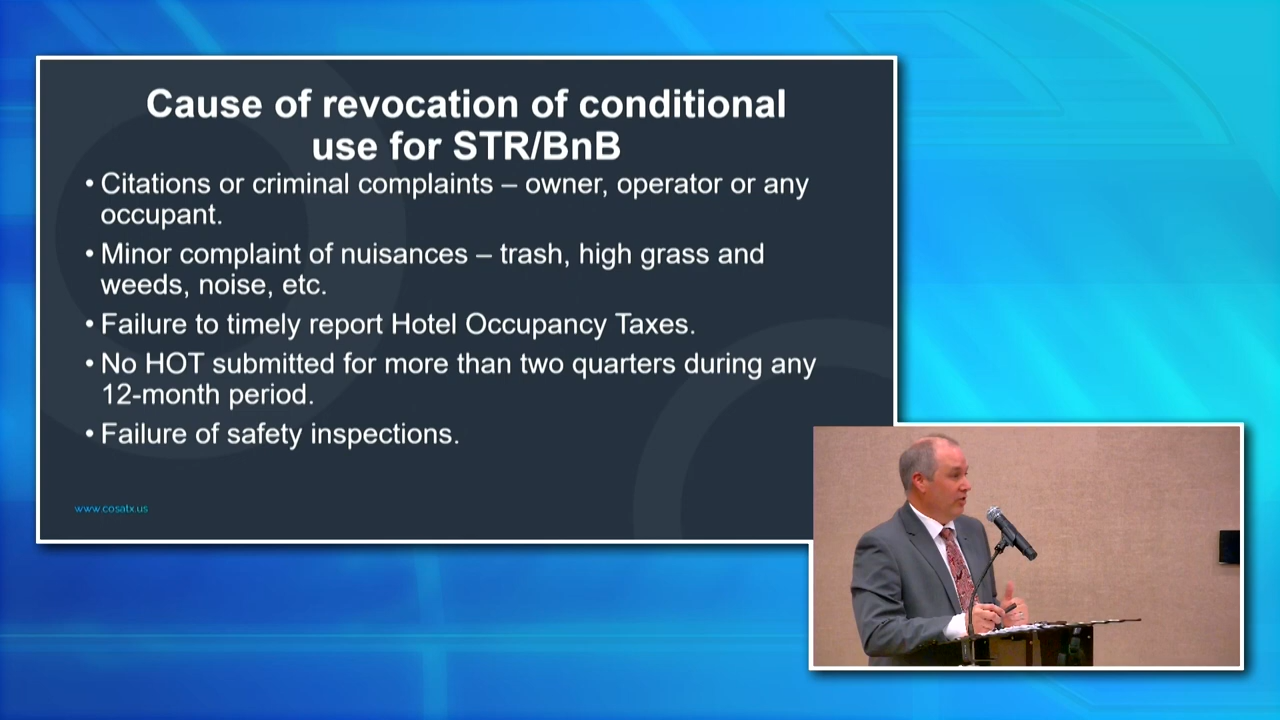 Cause of revocation of conditional
use for STR/BnB
• Citations or criminal complaints – owner, operator or any
occupant.
• Minor complaint of nuisances – trash, high grass and
weeds, noise, etc.
• Failure to timely report Hotel Occupancy Taxes.
• No HOT submitted for more than two quarters during any
12-month period.
• Failure of safety inspections.
www.cosatx.us